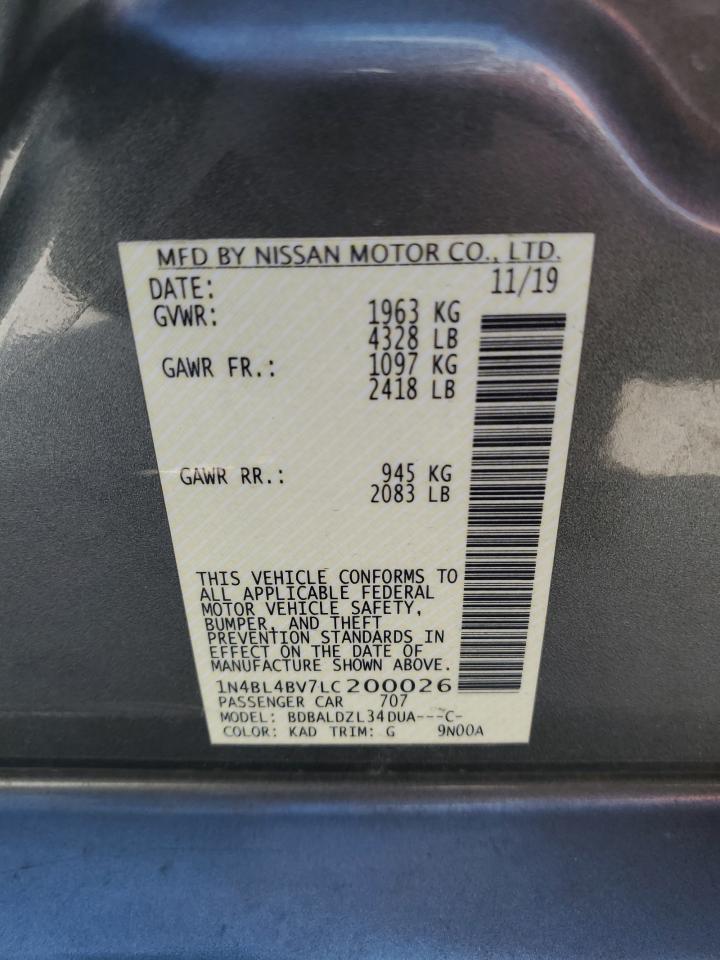 MFD BY NISSAN MOTOR CO., LTD.
DATE: 11/19
GVWR: 1963 KG
4328 LB
GAWR FR.: 1097 KG
2418 LB
GAWR RR.: 945 KG
2083 LB
THIS VEHICLE CONFORMS TO
ALL APPLICABLE FEDERAL
MOTOR VEHICLE SAFETY,
BUMPER, AND THEFT
PREVENTION STANDARDS IN
EFFECT ON THE DATE OF
MANUFACTURE SHOWN ABOVE.
1N4BL4BV7LC200026
PASSENGER CAR 707
MODEL: BDBALDZL34DUA---C-
COLOR: KAD TRIM: G 9N00A